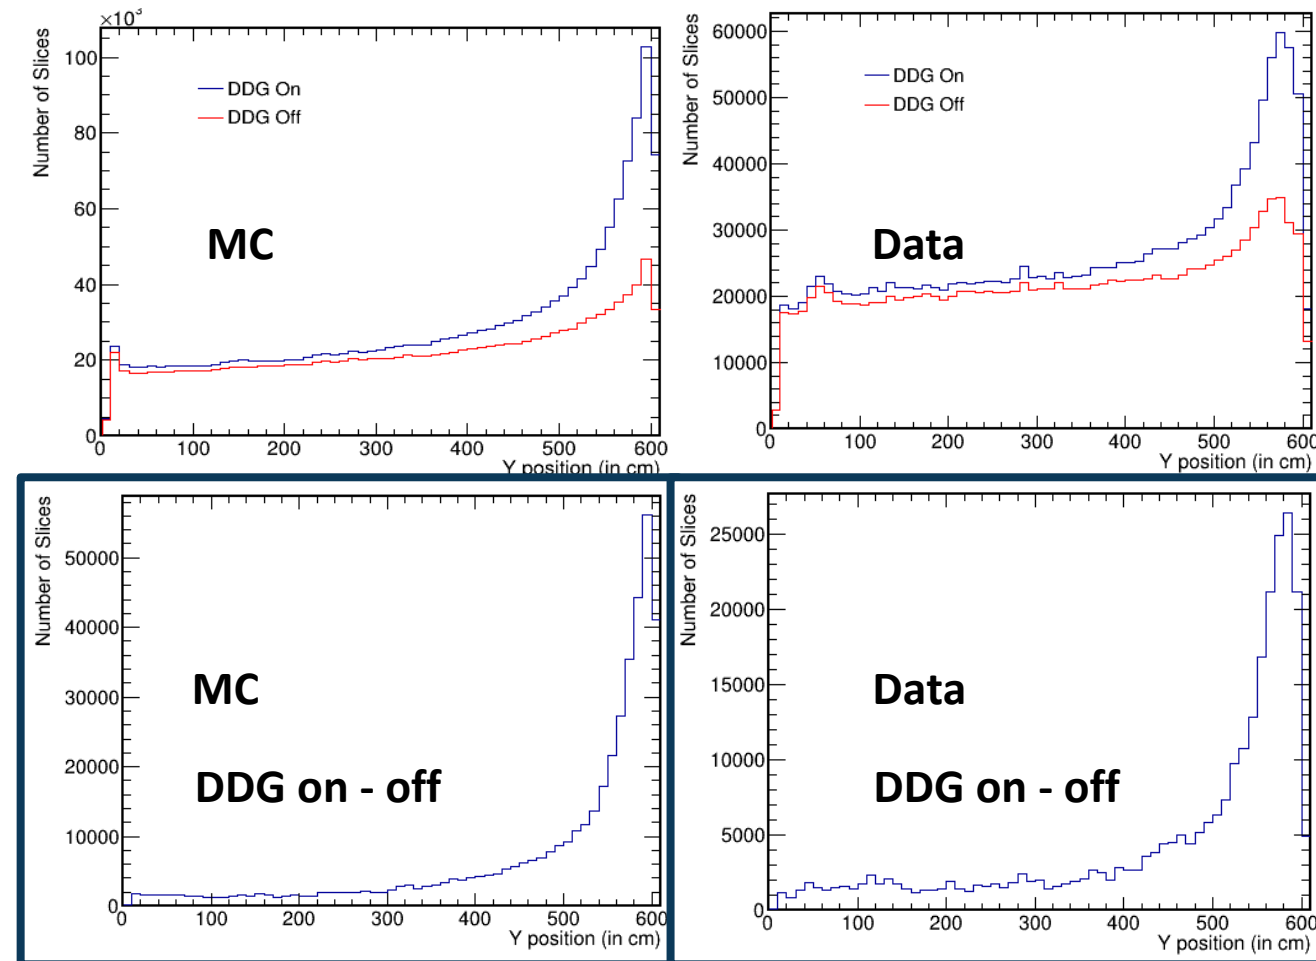 ×10³
Number of Slices
100
80
60
40
20
0
DDG On
DDG Off
MC
0 100 200 300 400 500 600
Y position (in cm)
Number of Slices
60000
50000
40000
30000
20000
10000
0
DDG On
DDG Off
Data
0 100 200 300 400 500 600
Y position (in cm)
Number of Slices
50000
40000
30000
20000
10000
0
MC
DDG on - off
0 100 200 300 400 500 600
Y position (in cm)
Number of Slices
25000
20000
15000
10000
5000
0
Data
DDG on - off
0 100 200 300 400 500 600
Y position (in cm)